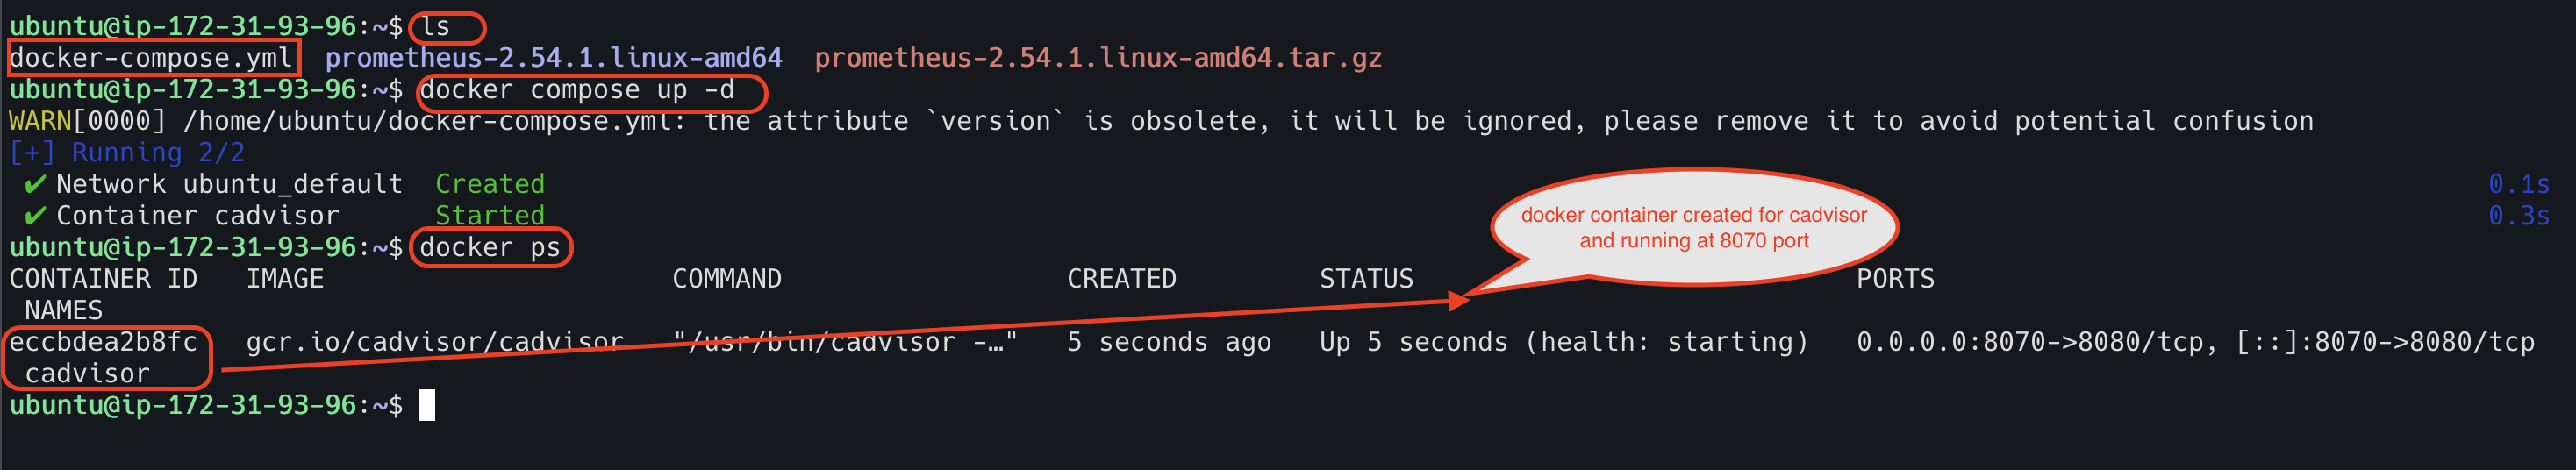 ubuntu@ip-172-31-93-96:~$ ls
docker-compose.yml  prometheus-2.54.1.linux-amd64  prometheus-2.54.1.linux-amd64.tar.gz
ubuntu@ip-172-31-93-96:~$ docker compose up -d
WARN[0000] /home/ubuntu/docker-compose.yml: the attribute `version` is obsolete, it will be ignored, please remove it to avoid potential confusion
[+] Running 2/2
✔ Network ubuntu_default  Created 0.1s
✔ Container cadvisor  Started 0.3s
docker container created for cadvisor
and running at 8070 port
ubuntu@ip-172-31-93-96:~$ docker ps
CONTAINER ID   IMAGE   COMMAND   CREATED   STATUS   PORTS
NAMES
eccbdea2b8fc   gcr.io/cadvisor/cadvisor   "/usr/bin/cadvisor -…"   5 seconds ago   Up 5 seconds (health: starting)   0.0.0.0:8070->8080/tcp, [::]:8070->8080/tcp
cadvisor
ubuntu@ip-172-31-93-96:~$